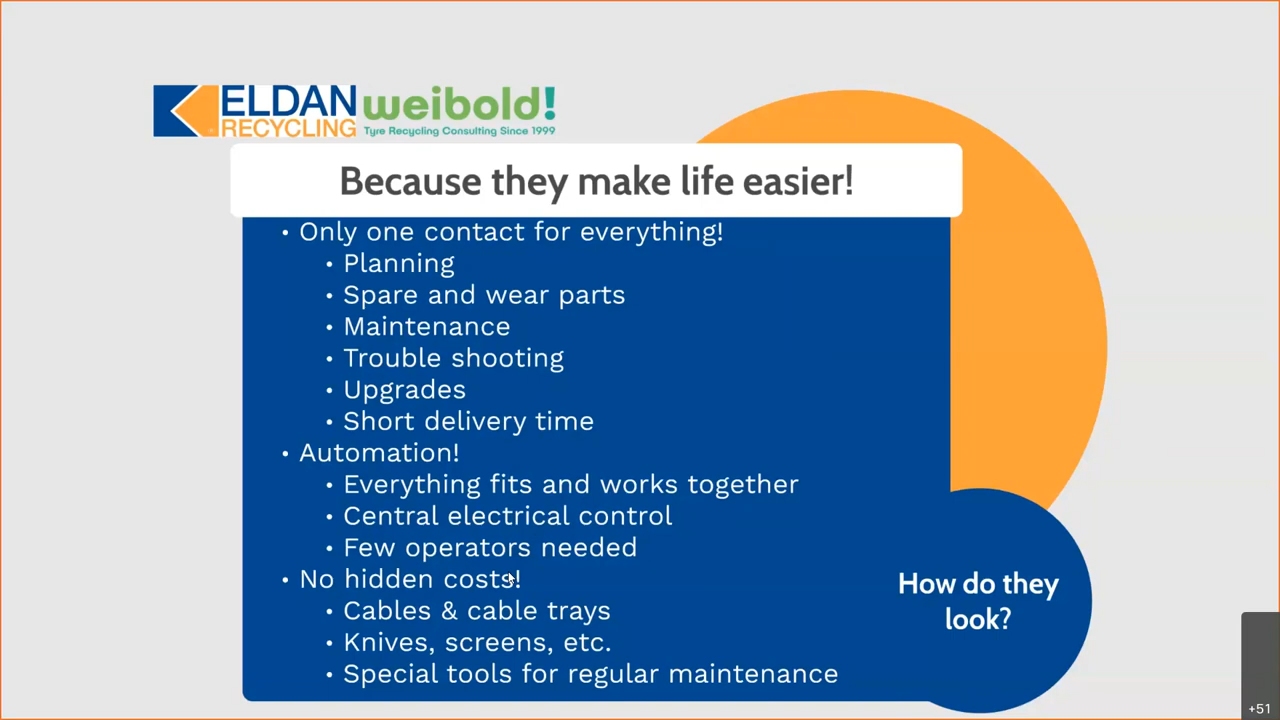 ELDAN
RECYCLING
weibold!
Tyre Recycling Consulting Since 1999
Because they make life easier!
• Only one contact for everything!
• Planning
• Spare and wear parts
• Maintenance
• Trouble shooting
• Upgrades
• Short delivery time
• Automation!
• Everything fits and works together
• Central electrical control
• Few operators needed
• No hidden costs!
• Cables & cable trays
• Knives, screens, etc.
• Special tools for regular maintenance
How do they
look?
+51